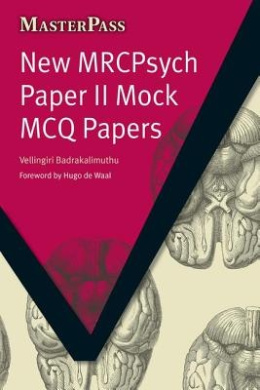 MASTERPASS
New MRCPsych
Paper II Mock
MCQ Papers
Vellingiri Badrakalimuthu
Foreword by Hugo de Waal